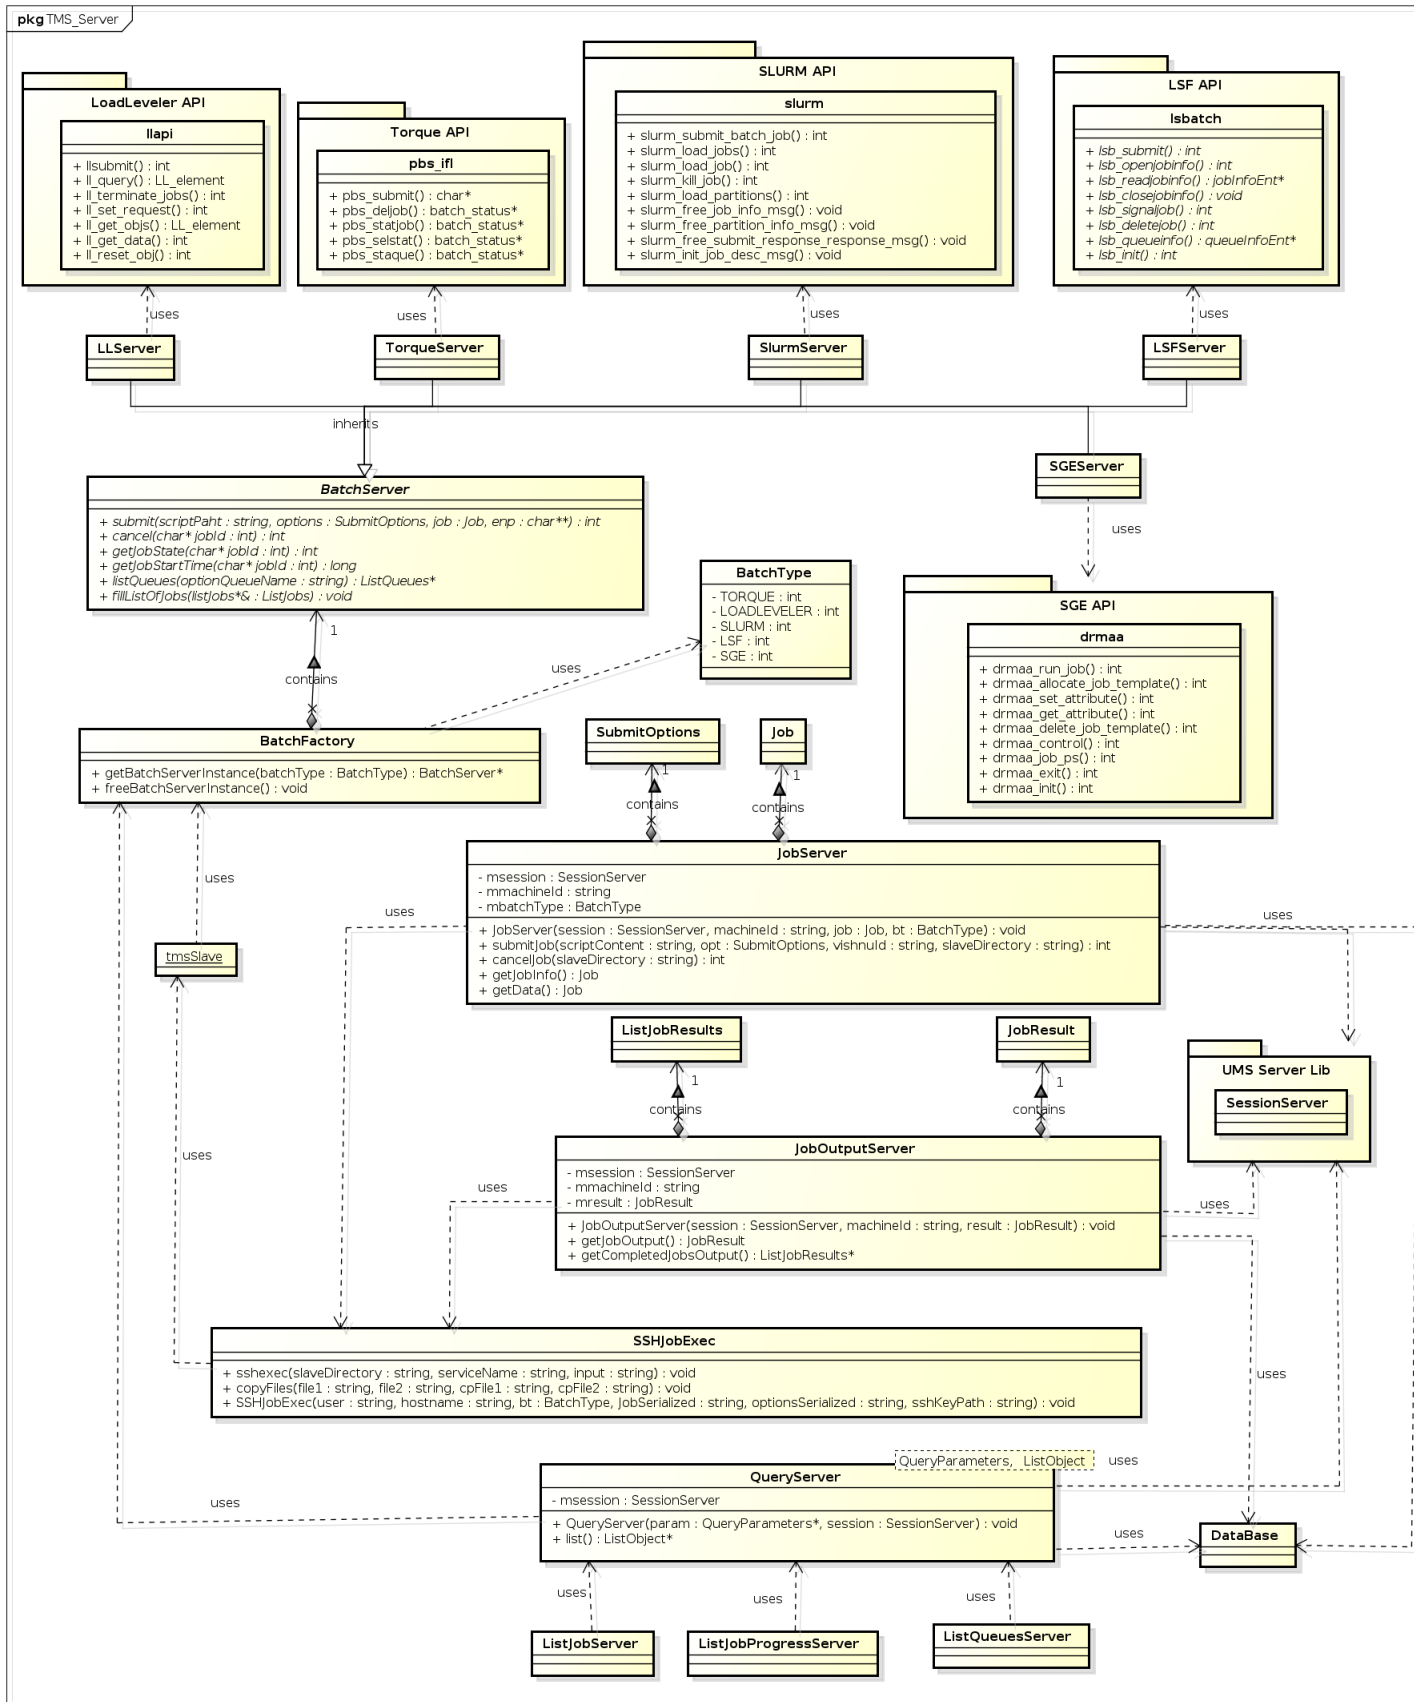 pkg TMS_Server
LoadLeveler API
llapi
+ llsubmit() : int
+ ll_query() : LL_element
+ ll_terminate_jobs() : int
+ ll_set_request() : int
+ ll_get_objs() : LL_element
+ ll_get_data() : int
+ ll_reset_obj() : int
Torque API
pbs_ifl
+ pbs_submit() : char*
+ pbs_deljob() : batch_status*
+ pbs_statjob() : batch_status*
+ pbs_selstat() : batch_status*
+ pbs_staque() : batch_status*
SLURM API
slurm
+ slurm_submit_batch_job() : int
+ slurm_load_jobs() : int
+ slurm_load_job() : int
+ slurm_kill_job() : int
+ slurm_load_partitions() : int
+ slurm_free_job_info_msg() : void
+ slurm_free_partition_info_msg() : void
+ slurm_free_submit_response_response_msg() : void
+ slurm_init_job_desc_msg() : void
LSF API
lsbatch
+ lsb_submit() : int
+ lsb_openjobinfo() : int
+ lsb_readjobinfo() : jobInfoEnt*
+ lsb_closejobinfo() : void
+ lsb_signaljob() : int
+ lsb_deletejob() : int
+ lsb_queueinfo() : queueInfoEnt*
+ lsb_init() : int
uses
uses
uses
uses
LLServer
TorqueServer
SlurmServer
LSFServer
inherits
SGEServer
uses
BatchServer
+ submit(scriptPaht : string, options : SubmitOptions, job : Job, enp : char**) : int
+ cancel(char* jobId : int) : int
+ getJobState(char* jobId : int) : int
+ getJobStartTime(char* jobId : int) : long
+ listQueues(optionQueueName : string) : ListQueues*
+ fillListOfJobs(listJobs*& : ListJobs) : void
BatchType
- TORQUE : int
- LOADLEVELER : int
- SLURM : int
- LSF : int
- SGE : int
SGE API
drmaa
+ drmaa_run_job() : int
+ drmaa_allocate_job_template() : int
+ drmaa_set_attribute() : int
+ drmaa_get_attribute() : int
+ drmaa_delete_job_template() : int
+ drmaa_control() : int
+ drmaa_job_ps() : int
+ drmaa_exit() : int
+ drmaa_init() : int
1
contains
uses
BatchFactory
+ getBatchServerInstance(batchType : BatchType) : BatchServer*
+ freeBatchServerInstance() : void
SubmitOptions
Job
1
contains
1
contains
JobServer
- msession : SessionServer
- mmachineId : string
- mbatchType : BatchType
+ JobServer(session : SessionServer, machineId : string, job : Job, bt : BatchType) : void
+ submitJob(scriptContent : string, opt : SubmitOptions, vishnuId : string, slaveDirectory : string) : int
+ cancelJob(slaveDirectory : string) : int
+ getJobInfo() : Job
+ getData() : Job
uses
uses
uses
tmsSlave
ListJobResults
JobResult
1
contains
1
contains
UMS Server Lib
SessionServer
uses
JobOutputServer
- msession : SessionServer
- mmachineId : string
- mresult : JobResult
+ JobOutputServer(session : SessionServer, machineId : string, result : JobResult) : void
+ getJobOutput() : JobResult
+ getCompletedJobsOutput() : ListJobResults*
uses
uses
SSHJobExec
+ sshexec(slaveDirectory : string, serviceName : string, input : string) : void
+ copyFiles(file1 : string, file2 : string, cpFile1 : string, cpFile2 : string) : void
+ SSHJobExec(user : string, hostname : string, bt : BatchType, JobSerialized : string, optionsSerialized : string, sshKeyPath : string) : void
uses
QueryParameters, ListObject
uses
QueryServer
- msession : SessionServer
+ QueryServer(param : QueryParameters*, session : SessionServer) : void
+ list() : ListObject*
uses
uses
DataBase
uses
uses
uses
ListJobServer
ListJobProgressServer
ListQueuesServer